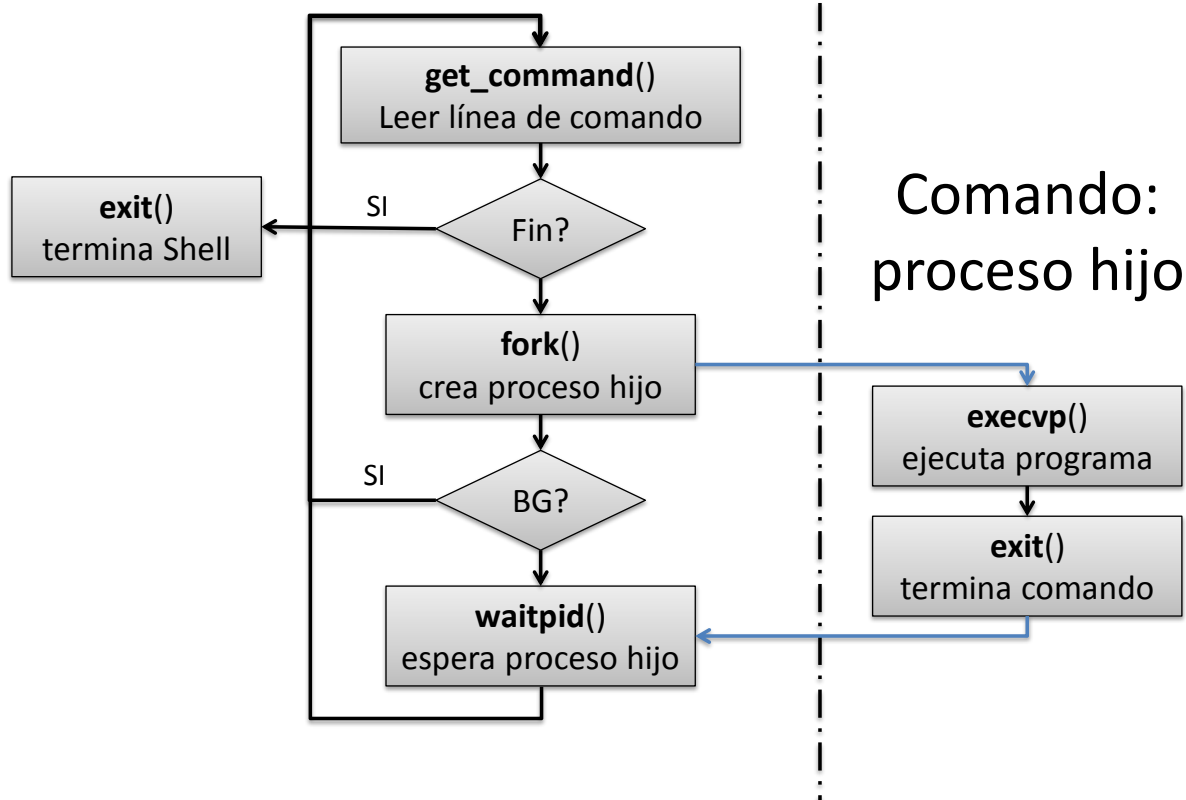 get_command()
Leer línea de comando
exit()
termina Shell
SI
Fin?
Comando:
proceso hijo
fork()
crea proceso hijo
execvp()
ejecuta programa
SI
BG?
exit()
termina comando
waitpid()
espera proceso hijo